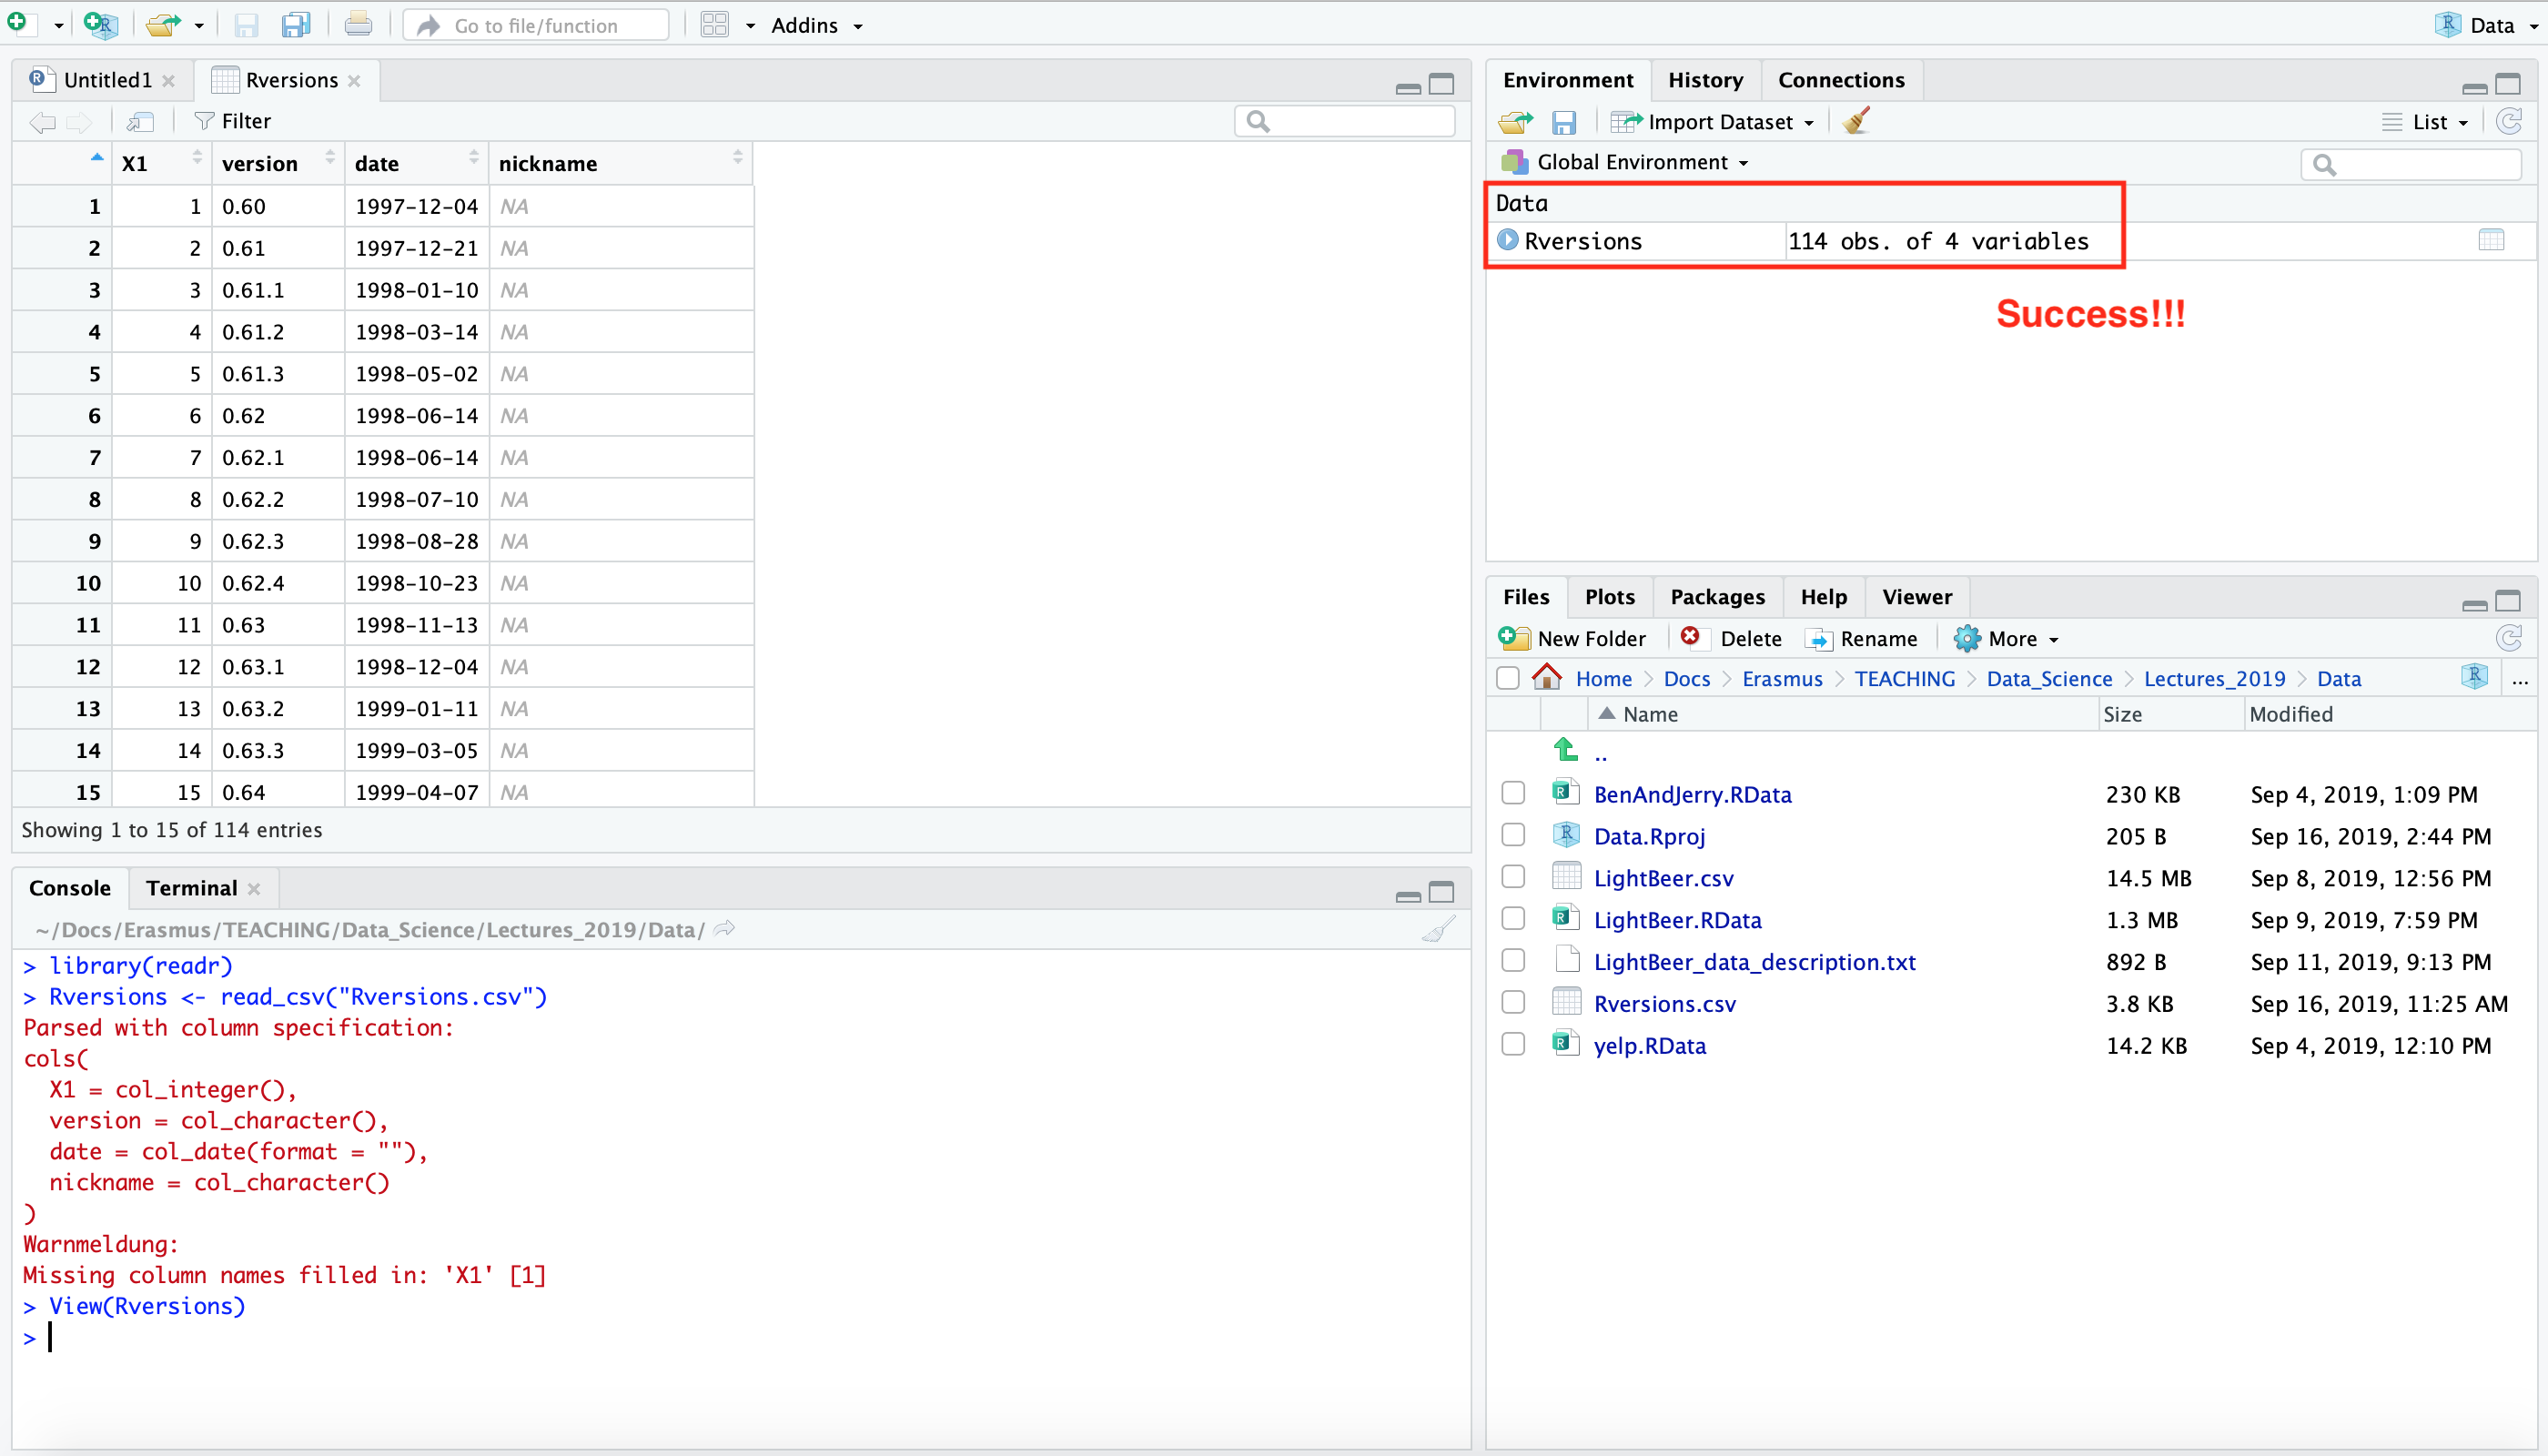 Go to file/function Addins Data
Untitled1 Rversions
Filter
X1 version date nickname
1 1 0.60 1997-12-04 NA
2 2 0.61 1997-12-21 NA
3 3 0.61.1 1998-01-10 NA
4 4 0.61.2 1998-03-14 NA
5 5 0.61.3 1998-05-02 NA
6 6 0.62 1998-06-14 NA
7 7 0.62.1 1998-06-14 NA
8 8 0.62.2 1998-07-10 NA
9 9 0.62.3 1998-08-28 NA
10 10 0.62.4 1998-10-23 NA
11 11 0.63 1998-11-13 NA
12 12 0.63.1 1998-12-04 NA
13 13 0.63.2 1999-01-11 NA
14 14 0.63.3 1999-03-05 NA
15 15 0.64 1999-04-07 NA
Showing 1 to 15 of 114 entries
Console Terminal
~/Docs/Erasmus/TEACHING/Data_Science/Lectures_2019/Data/
> library(readr)
> Rversions <- read_csv("Rversions.csv")
Parsed with column specification:
cols(
  X1 = col_integer(),
  version = col_character(),
  date = col_date(format = ""),
  nickname = col_character()
)
Warnmeldung:
Missing column names filled in: 'X1' [1]
> View(Rversions)
>
Environment History Connections
Import Dataset List
Global Environment
Data
Rversions 114 obs. of 4 variables
Success!!!
Files Plots Packages Help Viewer
New Folder Delete Rename More
Home Docs Erasmus TEACHING Data_Science Lectures_2019 Data R ...
Name Size Modified
..
BenAndJerry.RData 230 KB Sep 4, 2019, 1:09 PM
Data.Rproj 205 B Sep 16, 2019, 2:44 PM
LightBeer.csv 14.5 MB Sep 8, 2019, 12:56 PM
LightBeer.RData 1.3 MB Sep 9, 2019, 7:59 PM
LightBeer_data_description.txt 892 B Sep 11, 2019, 9:13 PM
Rversions.csv 3.8 KB Sep 16, 2019, 11:25 AM
yelp.RData 14.2 KB Sep 4, 2019, 12:10 PM